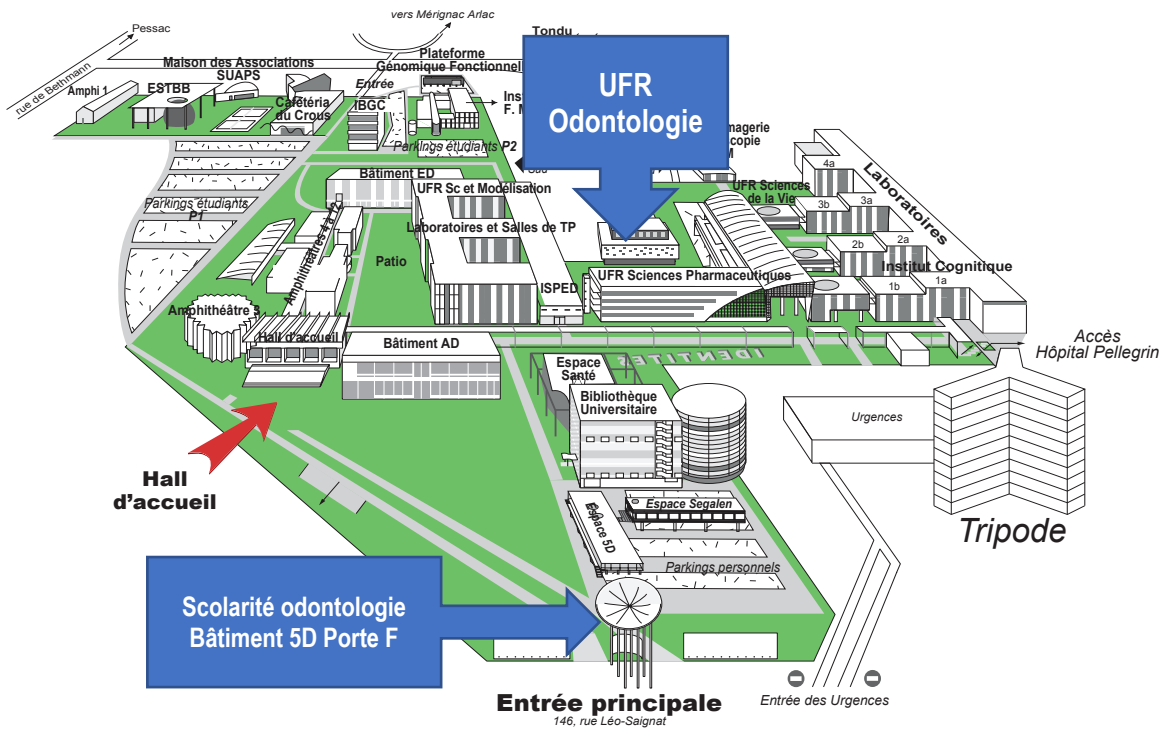 vers Mérignac Arlac
Pessac
rue de Bethmann
Tondu
Maison des Associations
SUAPS
Plateforme
Génomique Fonctionnel
Amphi 1
ESTBB
Entrée
Cafétéria
du Crous
IBGC
UFR
Odontologie
Parkings étudiants P2
Parkings étudiants
P1
Bâtiment ED
UFR Sc et Modélisation
Laboratoires et Salles de TP
Amphithéâtres 4 à 12
Patio
UFR Sciences
de la Vie
4a
3a
3b
2a
2b
1a
1b
Laboratoires
Institut Cognitique
UFR Sciences Pharmaceutiques
ISPED
Amphithéâtre 5
Hall d'accueil
Bâtiment AD
IDENTITES
Accès
Hôpital Pellegrin
Espace
Santé
Bibliothèque
Universitaire
Urgences
Hall
d'accueil
Espace Segalen
Espace 5D
Tripode
Parkings personnels
Scolarité odontologie
Bâtiment 5D Porte F
Entrée principale
146, rue Léo-Saignat
Entrée des Urgences